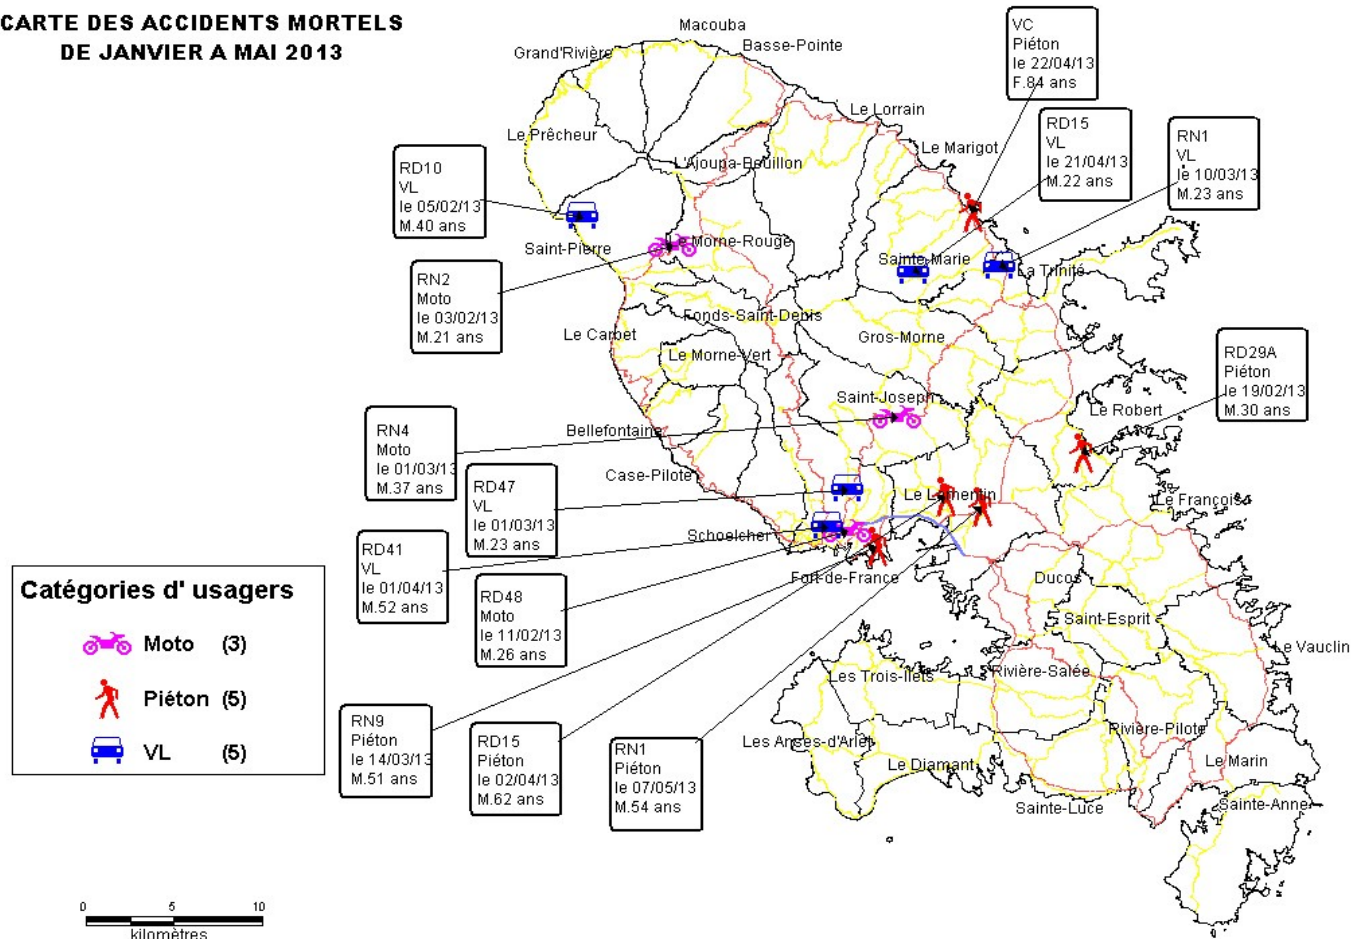 CARTE DES ACCIDENTS MORTELS
DE JANVIER A MAI 2013
Macouba
Grand'Rivière
Basse-Pointe
VC
Piéton
le 22/04/13
F.84 ans
Le Lorrain
Le Prêcheur
RD15
VL
le 21/04/13
M.22 ans
RN1
VL
le 10/03/13
M.23 ans
Le Marigot
L'Ajoupa-Bouillon
RD10
VL
le 05/02/13
M.40 ans
Saint-Pierre
Le Morne-Rouge
Sainte-Marie
La Trinité
RN2
Moto
le 03/02/13
M.21 ans
Fonds-Saint-Denis
Le Carbet
Gros-Morne
Le Morne-Vert
RD29A
Piéton
le 19/02/13
M.30 ans
Saint-Joseph
Le Robert
RN4
Moto
le 01/03/13
M.37 ans
Bellefontaine
Case-Pilote
RD47
VL
le 01/03/13
M.23 ans
Le Lamentin
Le François
Schoelcher
RD41
VL
le 01/04/13
M.52 ans
Fort-de-France
Ducos
RD48
Moto
le 11/02/13
M.26 ans
Saint-Esprit
Le Vauclin
Catégories d' usagers
Moto (3)
Piéton (5)
VL (5)
Les Trois-Ilets
Rivière-Salée
RN9
Piéton
le 14/03/13
M.51 ans
RD15
Piéton
le 02/04/13
M.62 ans
RN1
Piéton
le 07/05/13
M.54 ans
Les Anses-d'Arlet
Rivière-Pilote
Le Diamant
Le Marin
Sainte-Luce
Sainte-Anne
0 5 10
kilomètres